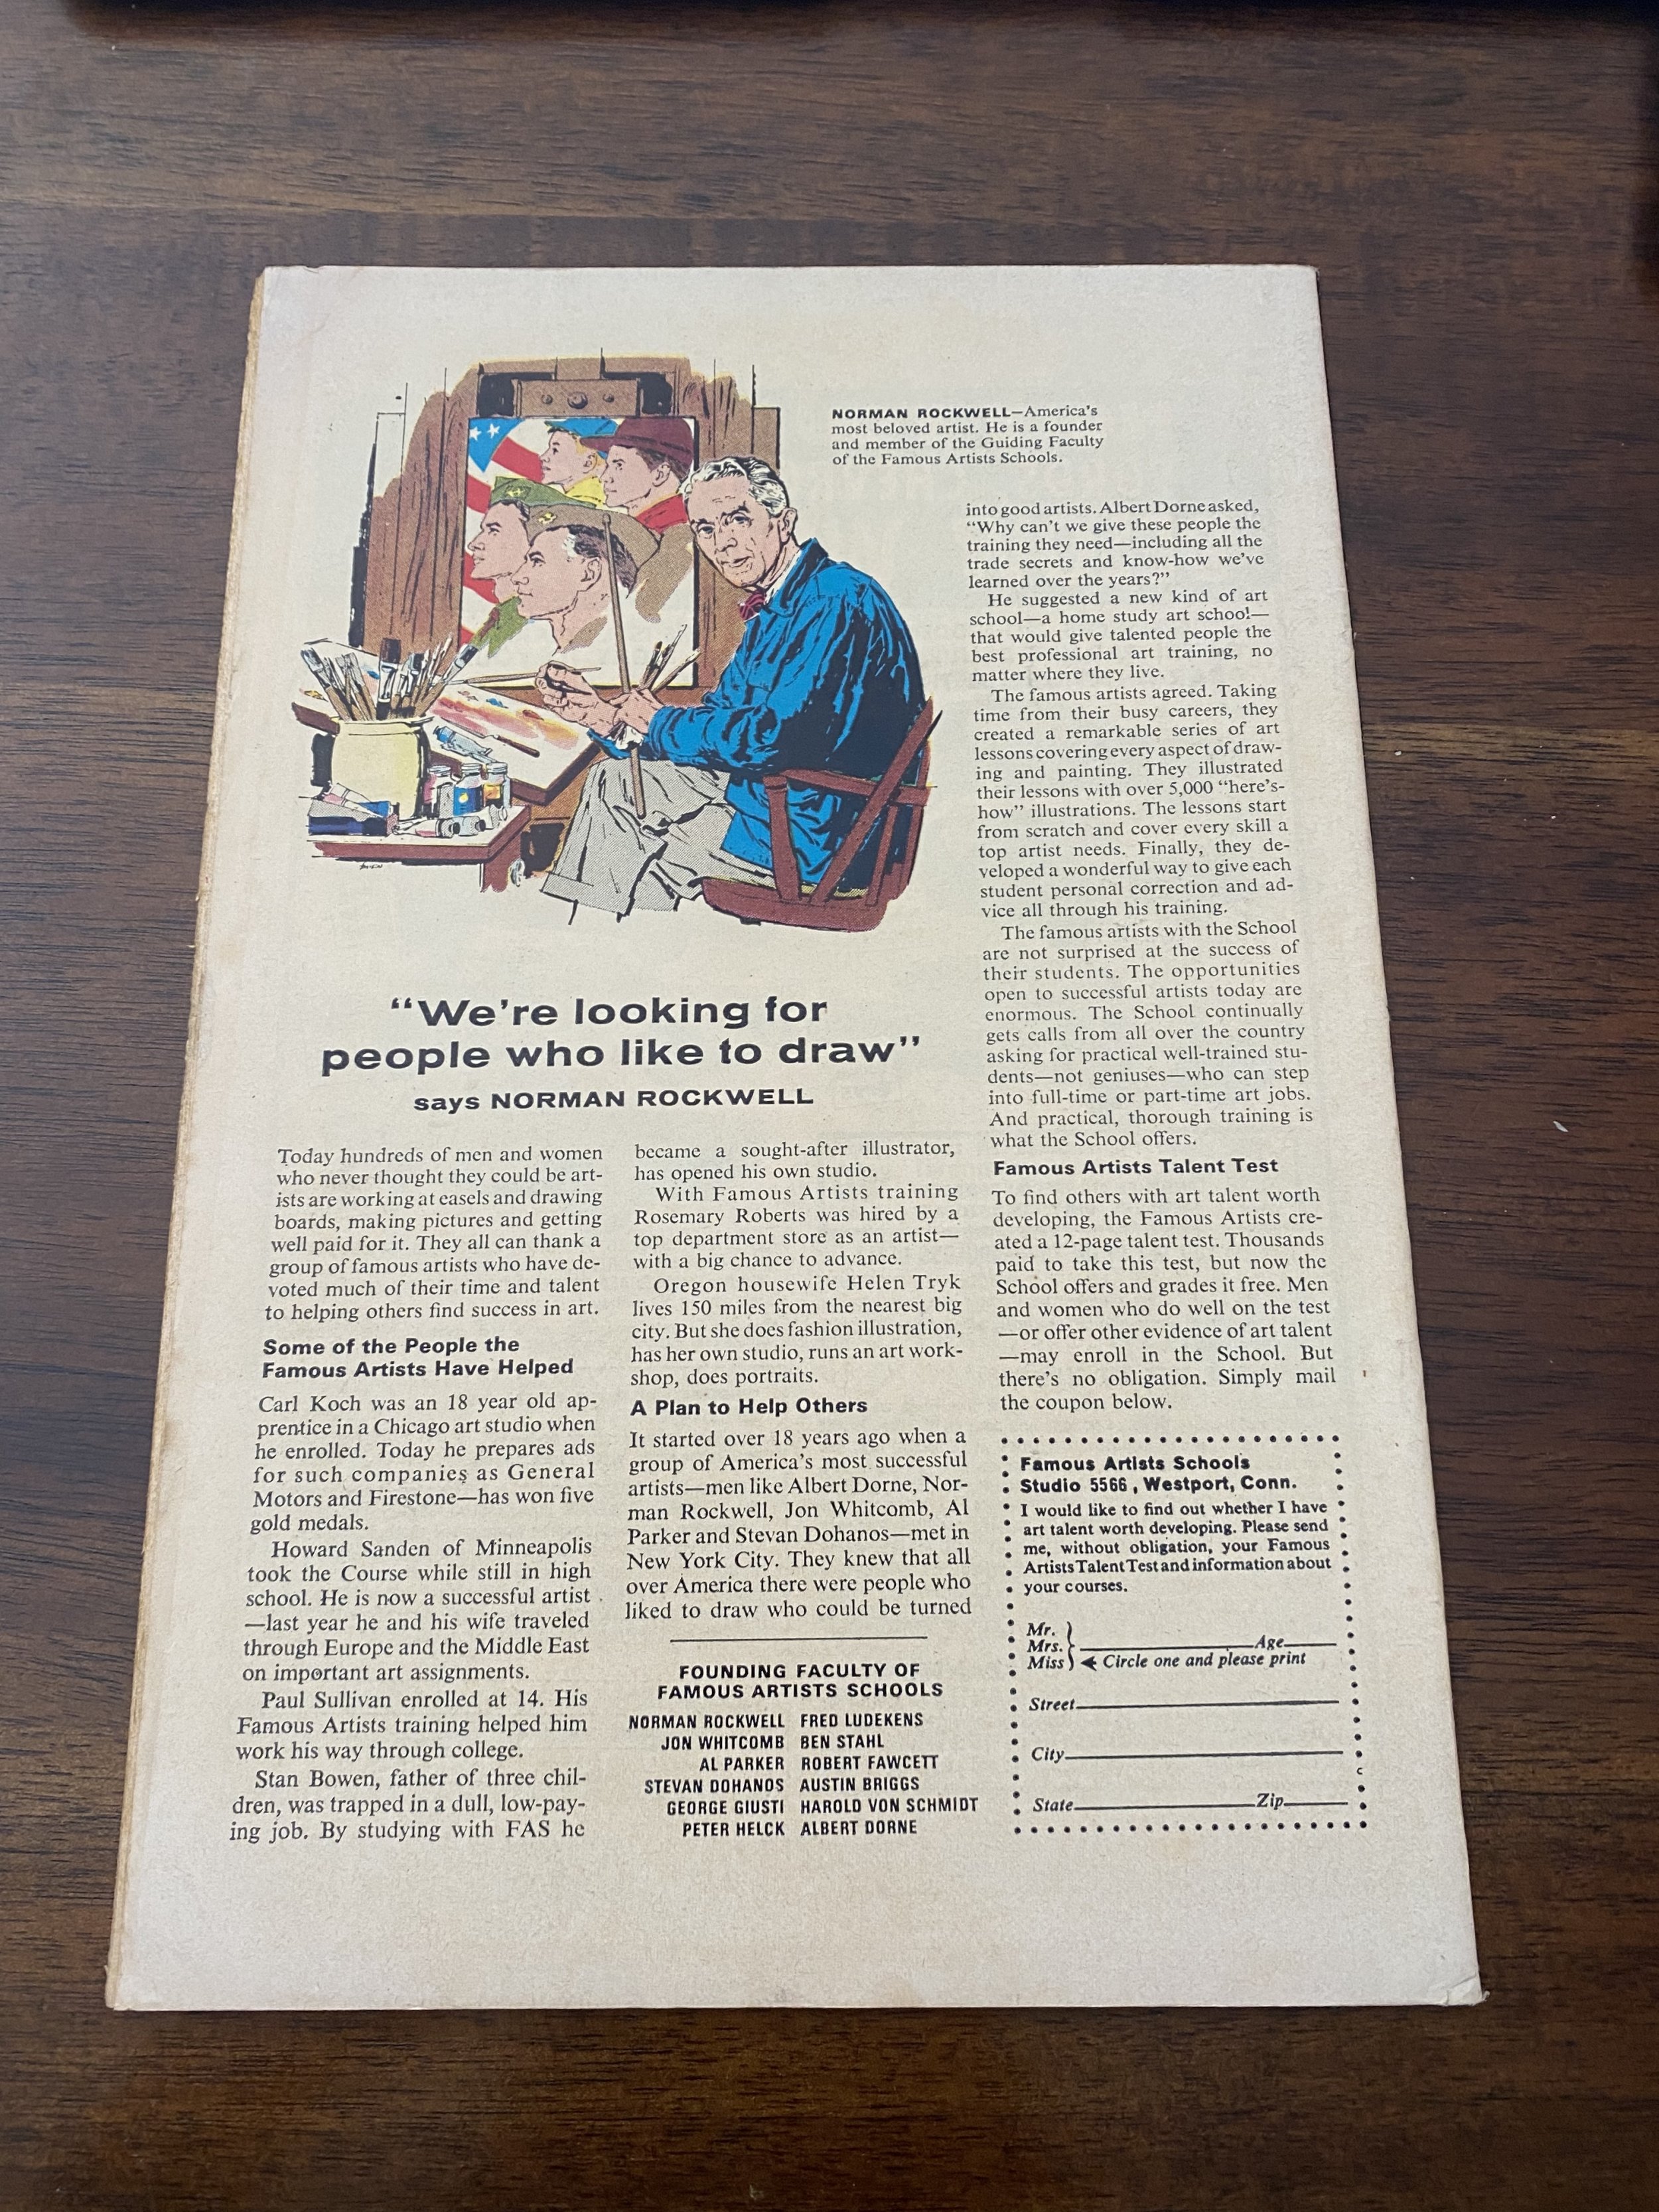 NORMAN ROCKWELL—America's
most beloved artist. He is a founder
and member of the Guiding Faculty
of the Famous Artists Schools.
"We're looking for
people who like to draw"
says NORMAN ROCKWELL
Today hundreds of men and women
who never thought they could be art-
ists are working at easels and drawing
boards, making pictures and getting
well paid for it. They all can thank a
group of famous artists who have de-
voted much of their time and talent
to helping others find success in art.
Some of the People the
Famous Artists Have Helped
Carl Koch was an 18 year old ap-
prentice in a Chicago art studio when
he enrolled. Today he prepares ads
for such companies as General
Motors and Firestone—has won five
gold medals.
Howard Sanden of Minneapolis
took the Course while still in high
school. He is now a successful artist
—last year he and his wife traveled
through Europe and the Middle East
on important art assignments.
Paul Sullivan enrolled at 14. His
Famous Artists training helped him
work his way through college.
Stan Bowen, father of three chil-
dren, was trapped in a dull, low-pay-
ing job. By studying with FAS he
became a sought-after illustrator,
has opened his own studio.
With Famous Artists training
Rosemary Roberts was hired by a
top department store as an artist—
with a big chance to advance.
Oregon housewife Helen Tryk
lives 150 miles from the nearest big
city. But she does fashion illustration,
has her own studio, runs an art work-
shop, does portraits.
A Plan to Help Others
It started over 18 years ago when a
group of America's most successful
artists—men like Albert Dorne, Nor-
man Rockwell, Jon Whitcomb, Al
Parker and Stevan Dohanos—met in
New York City. They knew that all
over America there were people who
liked to draw who could be turned
into good artists. Albert Dorne asked,
"Why can't we give these people the
training they need—including all the
trade secrets and know-how we've
learned over the years?"
He suggested a new kind of art
school—a home study art school—
that would give talented people the
best professional art training, no
matter where they live.
The famous artists agreed. Taking
time from their busy careers, they
created a remarkable series of art
lessons covering every aspect of draw-
ing and painting. They illustrated
their lessons with over 5,000 "here's-
how" illustrations. The lessons start
from scratch and cover every skill a
top artist needs. Finally, they de-
veloped a wonderful way to give each
student personal correction and ad-
vice all through his training.
The famous artists with the School
are not surprised at the success of
their students. The opportunities
open to successful artists today are
enormous. The School continually
gets calls from all over the country
asking for practical well-trained stu-
dents—not geniuses—who can step
into full-time or part-time art jobs.
And practical, thorough training is
what the School offers.
Famous Artists Talent Test
To find others with art talent worth
developing, the Famous Artists cre-
ated a 12-page talent test. Thousands
paid to take this test, but now the
School offers and grades it free. Men
and women who do well on the test
—or offer other evidence of art talent
—may enroll in the School. But
there's no obligation. Simply mail
the coupon below.
FOUNDING FACULTY OF
FAMOUS ARTISTS SCHOOLS
NORMAN ROCKWELL FRED LUDEKENS
JON WHITCOMB BEN STAHL
AL PARKER ROBERT FAWCETT
STEVAN DOHANOS AUSTIN BRIGGS
GEORGE GIUSTI HAROLD VON SCHMIDT
PETER HELCK ALBERT DORNE
Famous Artists Schools
Studio 5566, Westport, Conn.
I would like to find out whether I have
art talent worth developing. Please send
me, without obligation, your Famous
Artists Talent Test and information about
your courses.
Mr.
Mrs. Age
Miss Circle one and please print
Street
City
State Zip